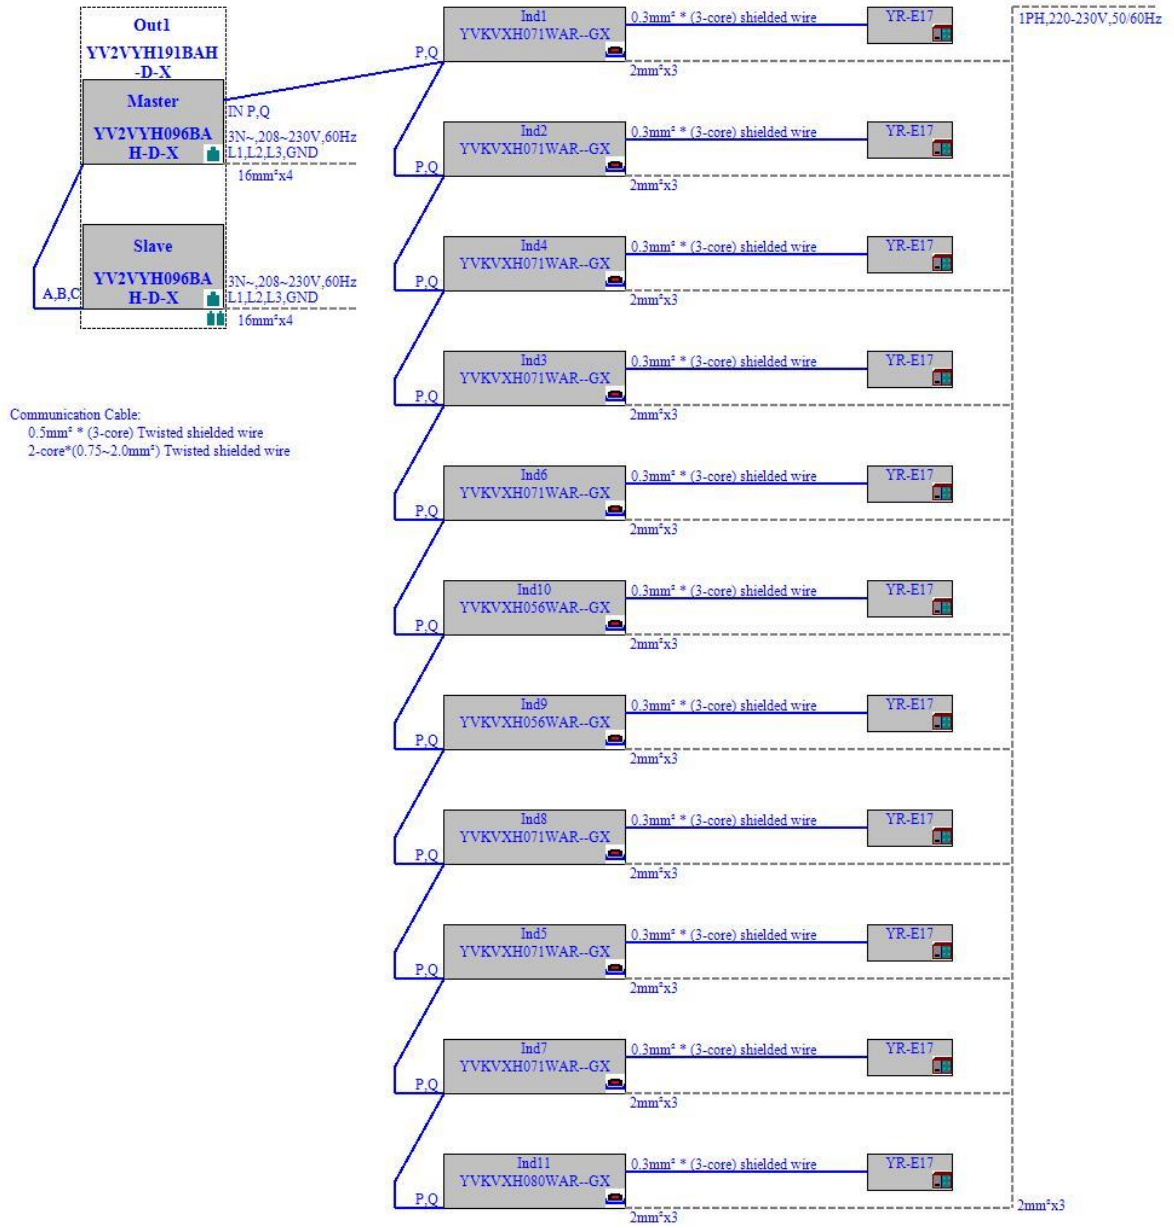 Out1
YV2VYH191BAH
-D-X
Master
YV2VYH096BA
H-D-X
IN P,Q
3N~,208~230V,60Hz
L1,L2,L3,GND
16mm²x4
Slave
YV2VYH096BA
H-D-X
A,B,C
3N~,208~230V,60Hz
L1,L2,L3,GND
16mm²x4
Communication Cable:
0.5mm² * (3-core) Twisted shielded wire
2-core*(0.75~2.0mm²) Twisted shielded wire
Ind1
YVKVXH071WAR--GX
P,Q
0.3mm² * (3-core) shielded wire
YR-E17
2mm²x3
1PH,220-230V,50/60Hz
Ind2
YVKVXH071WAR--GX
P,Q
0.3mm² * (3-core) shielded wire
YR-E17
2mm²x3
Ind4
YVKVXH071WAR--GX
P,Q
0.3mm² * (3-core) shielded wire
YR-E17
2mm²x3
Ind3
YVKVXH071WAR--GX
P,Q
0.3mm² * (3-core) shielded wire
YR-E17
2mm²x3
Ind6
YVKVXH071WAR--GX
P,Q
0.3mm² * (3-core) shielded wire
YR-E17
2mm²x3
Ind10
YVKVXH056WAR--GX
P,Q
0.3mm² * (3-core) shielded wire
YR-E17
2mm²x3
Ind9
YVKVXH056WAR--GX
P,Q
0.3mm² * (3-core) shielded wire
YR-E17
2mm²x3
Ind8
YVKVXH071WAR--GX
P,Q
0.3mm² * (3-core) shielded wire
YR-E17
2mm²x3
Ind5
YVKVXH071WAR--GX
P,Q
0.3mm² * (3-core) shielded wire
YR-E17
2mm²x3
Ind7
YVKVXH071WAR--GX
P,Q
0.3mm² * (3-core) shielded wire
YR-E17
2mm²x3
Ind11
YVKVXH080WAR--GX
P,Q
0.3mm² * (3-core) shielded wire
YR-E17
2mm²x3
2mm²x3